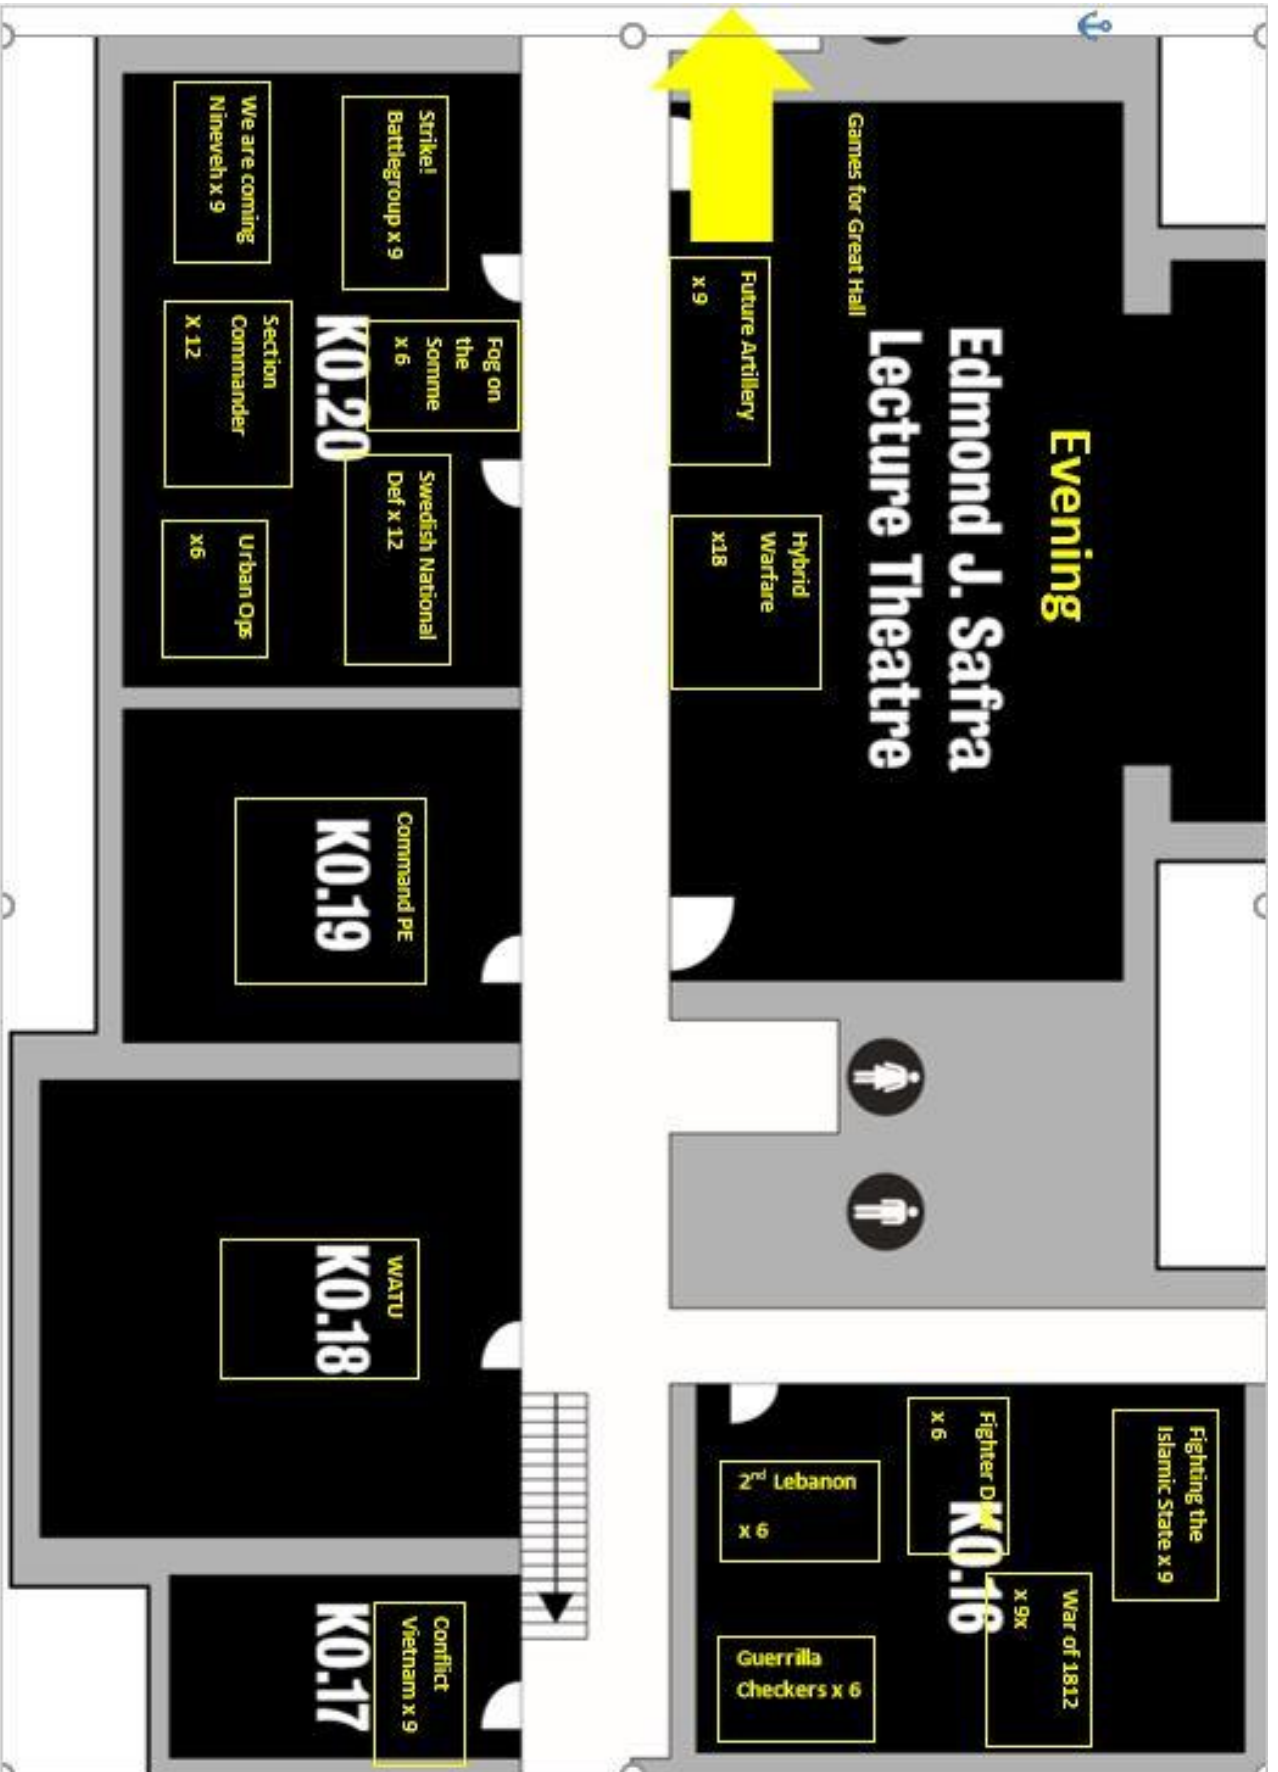 Evening
Edmond J. Safra
Lecture Theatre
Games for Great Hall
Future Artillery
x 9
Hybrid
Warfare
x18
Strike!
Battlegroup x 9
We are coming
Nineveh x 9
Fog on
the
Somme
x 6
K0.20
Section
Commander
X 12
Swedish National
Def x 12
Urban Ops
x6
Command PE
K0.19
WATU
K0.18
Conflict
Vietnam x 9
K0.17
Fighting the
Islamic State x 9
Fighter
x 6
K0.16
War of 1812
x 9x
2nd Lebanon
x 6
Guerrilla
Checkers x 6